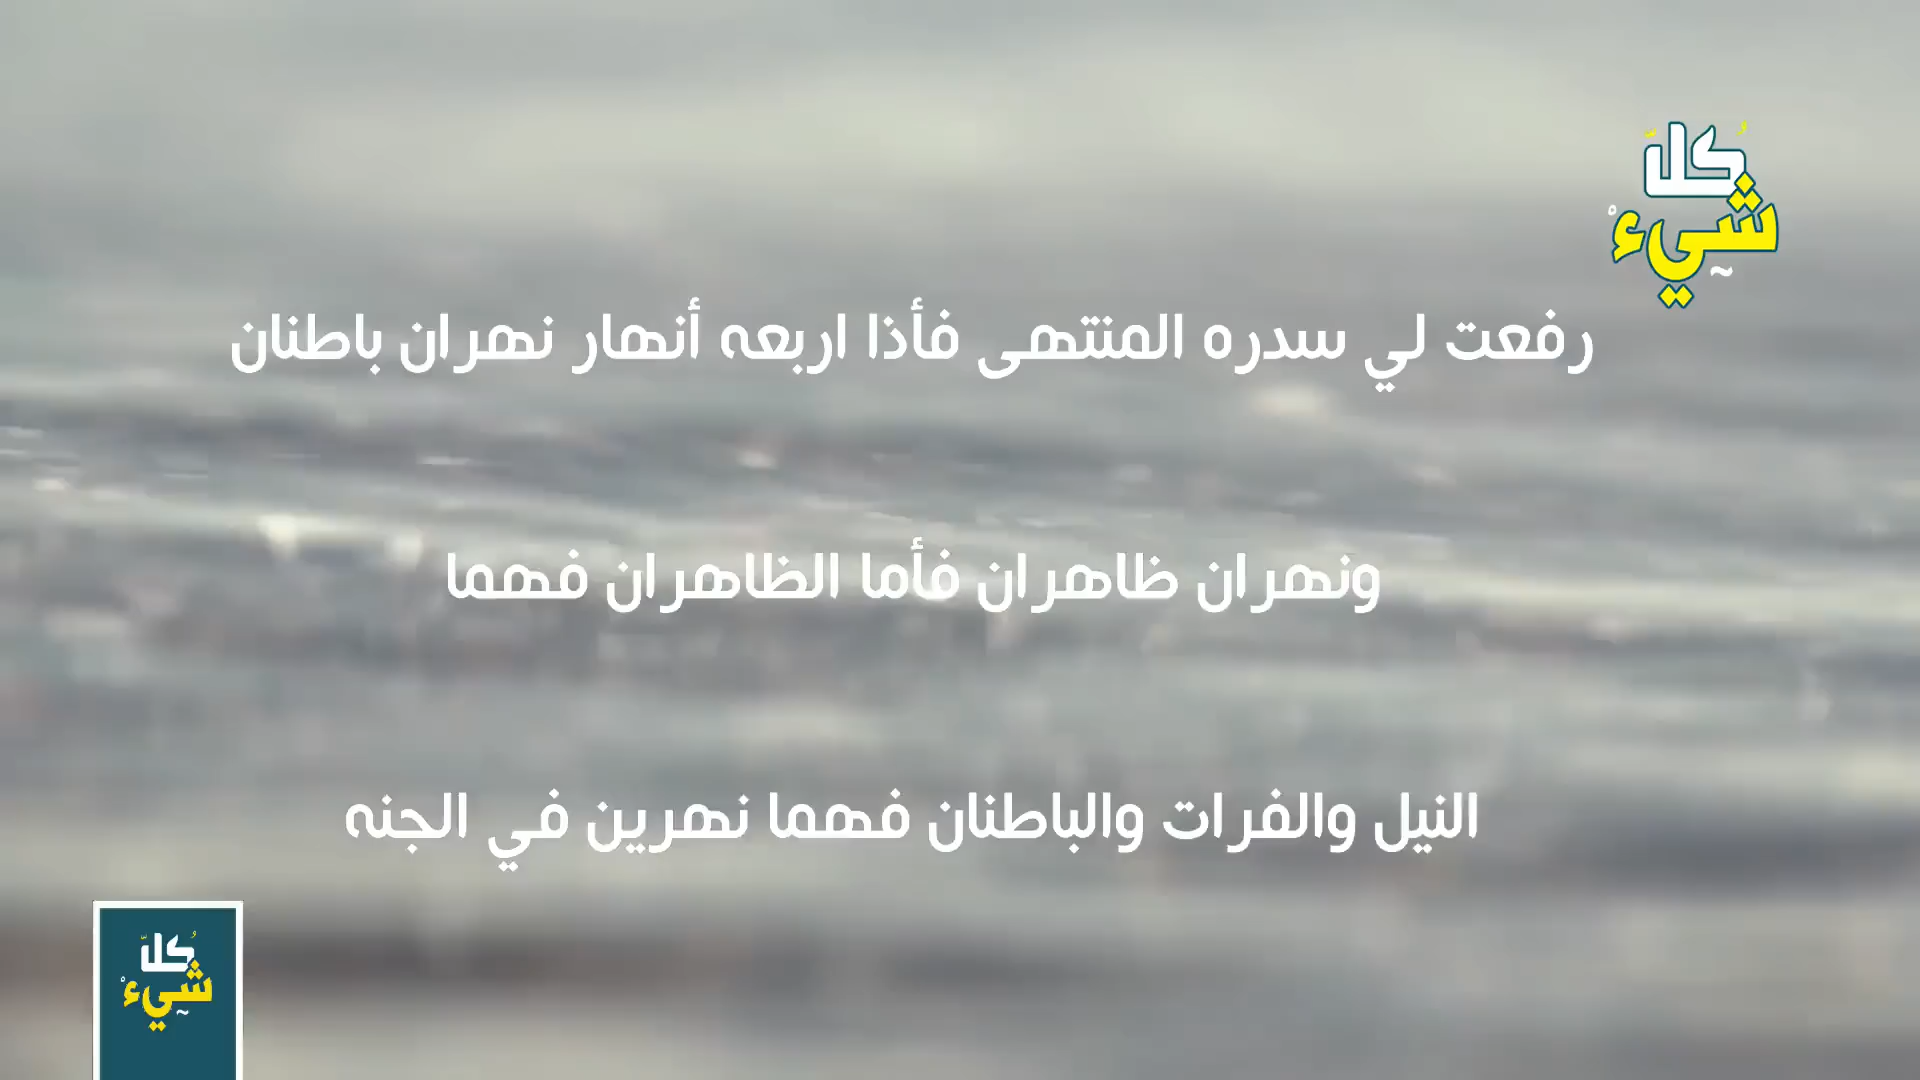 كلَُ
شيءْ
رفعت لي سدره المنتهى فأذا اربعه أنهار نهران باطنان
ونهران ظاهران فأما الظاهران فهما
النيل والفرات والباطنان فهما نهرين في الجنه
كُلَّ
شيءْ